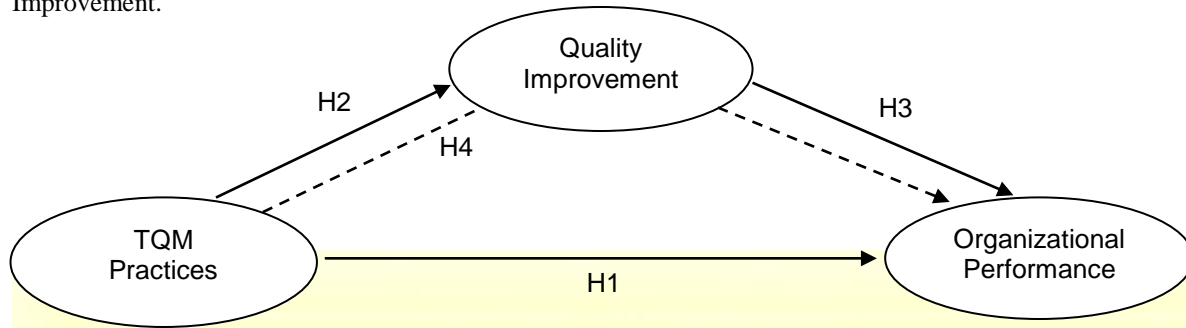 Improvement.
Quality
Improvement
H2
H3
H4
TQM
Practices
Organizational
Performance
H1